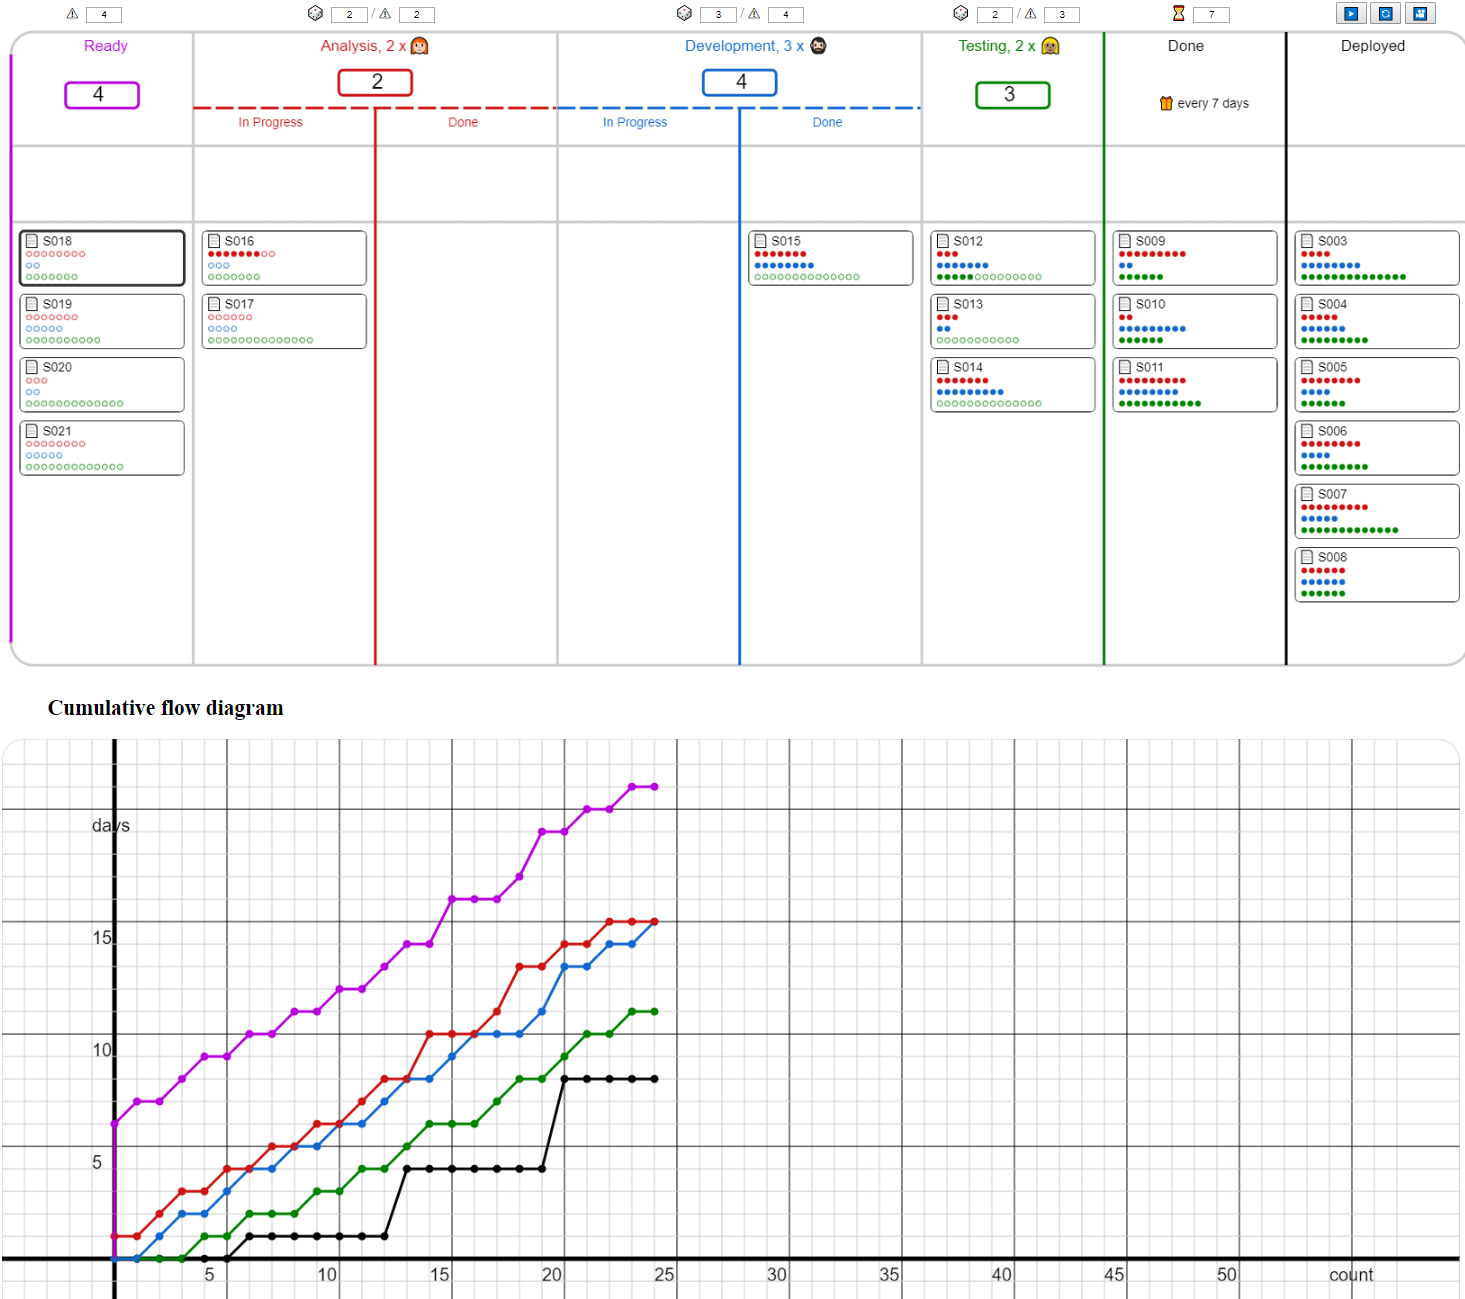 4 2 / 2 3 / 4 2 / 3 7
Ready Analysis, 2 x Development, 3 x Testing, 2 x Done Deployed
4 2 4 3 every 7 days
In Progress Done In Progress Done
S018 S016 S015 S012 S009 S003
S019 S017 S013 S010 S004
S020 S014 S011 S005
S021 S006
S007
S008
Cumulative flow diagram
days
15
10
5
5 10 15 20 25 30 35 40 45 50 count